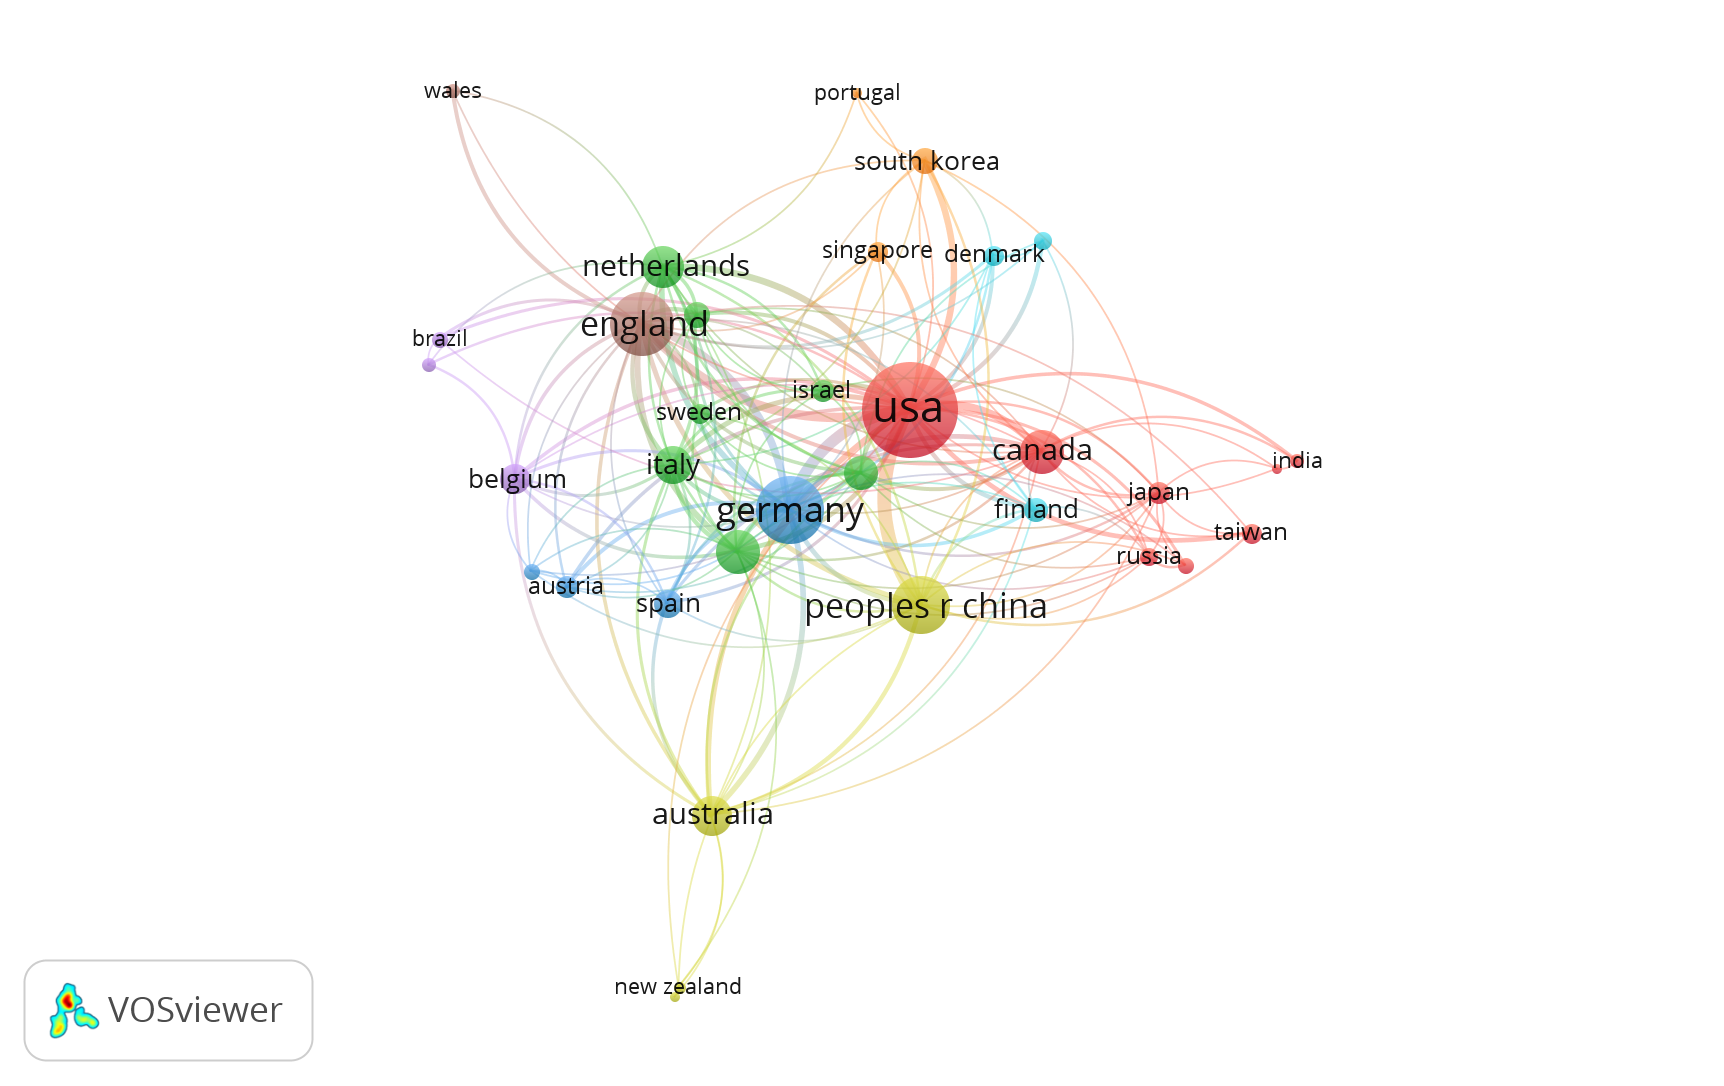 wales
portugal
south korea
singapore
denmark
netherlands
england
brazil
israel
sweden
usa
canada
italy
india
belgium
japan
germany
finland
taiwan
russia
austria
spain
peoples r china
australia
new zealand
VOSviewer